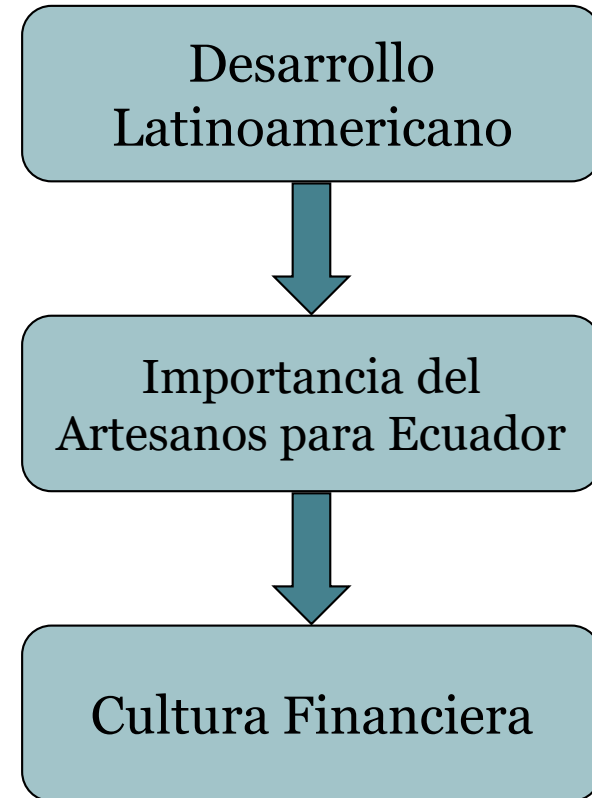 Desarrollo
Latinoamericano
Importancia del
Artesanos para Ecuador
Cultura Financiera